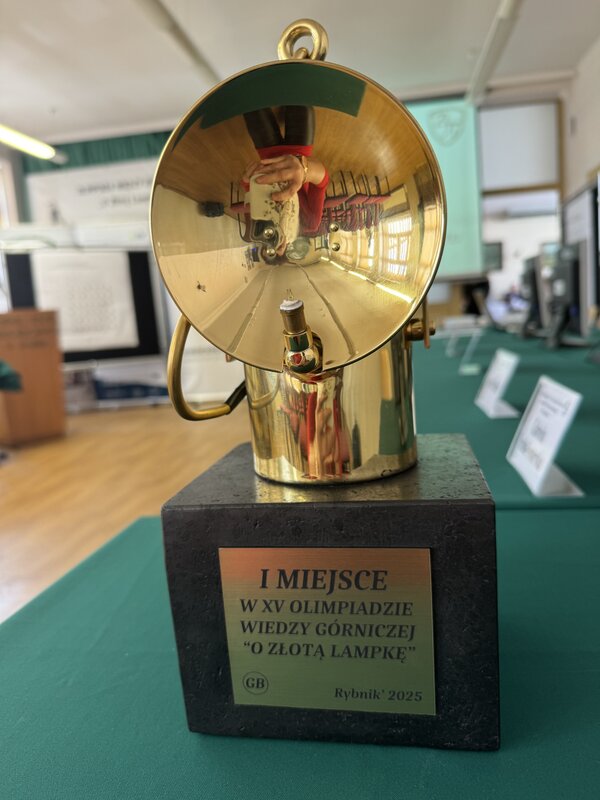 I MIEJSCE
W XV OLIMPIADZIE
WIEDZY GÓRNICZEJ
“O ZŁOTĄ LAMPKĘ”
GB
Rybnik' 2025